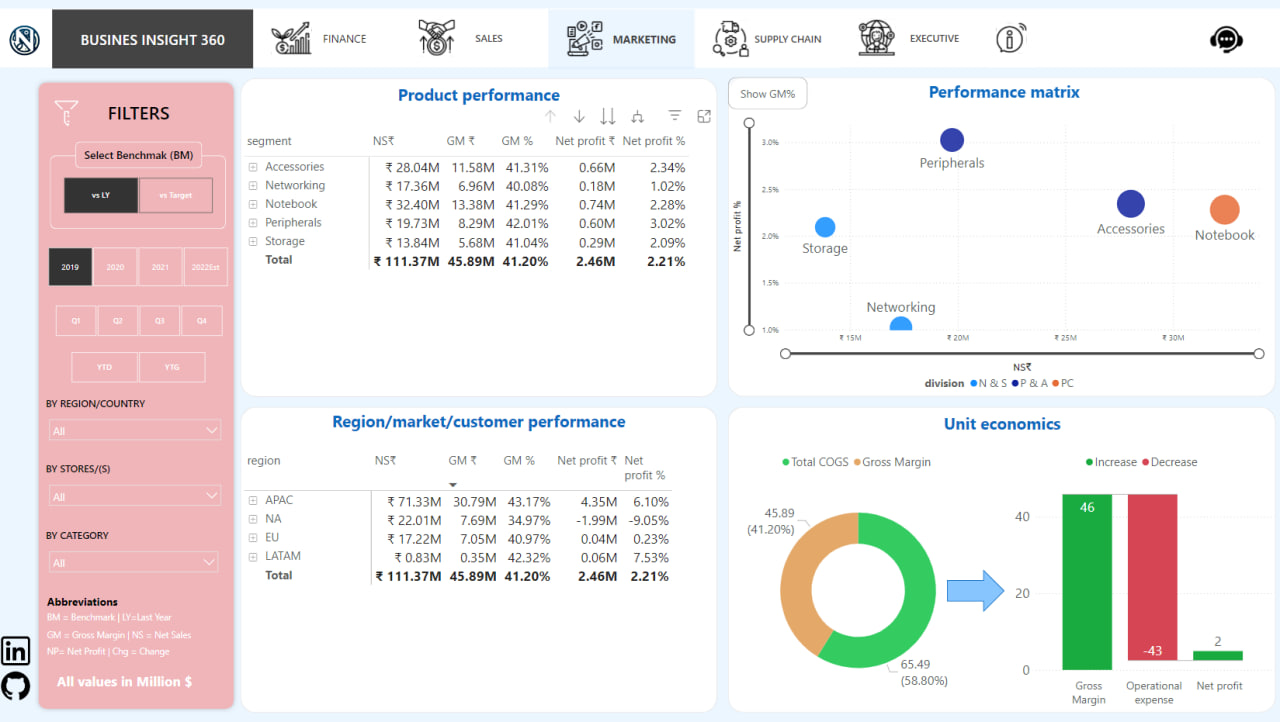 BUSINES INSIGHT 360 FINANCE SALES MARKETING SUPPLY CHAIN EXECUTIVE
FILTERS
Select Benchmak (BM)
vs LY vs Target
2019 2020 2021 2022Est
Q1 Q2 Q3 Q4
YTD YTG
BY REGION/COUNTRY
All
BY STORES/(S)
All
BY CATEGORY
All
Abbreviations
BM = Benchmark | LY=Last Year
GM = Gross Margin | NS = Net Sales
NP= Net Profit | Chg = Change
All values in Million $
in
Product performance
segment NS₹ GM ₹ GM % Net profit ₹ Net profit %
Accessories ₹ 28.04M 11.58M 41.31% 0.66M 2.34%
Networking ₹ 17.36M 6.96M 40.08% 0.18M 1.02%
Notebook ₹ 32.40M 13.38M 41.29% 0.74M 2.28%
Peripherals ₹ 19.73M 8.29M 42.01% 0.60M 3.02%
Storage ₹ 13.84M 5.68M 41.04% 0.29M 2.09%
Total ₹ 111.37M 45.89M 41.20% 2.46M 2.21%
Show GM%
Performance matrix
Net profit %
3.0%
2.5%
2.0%
1.5%
1.0%
Peripherals
Accessories
Notebook
Storage
Networking
₹ 15M ₹ 20M ₹ 25M ₹ 30M
NS₹
division N & S P & A PC
Region/market/customer performance
region NS₹ GM ₹ GM % Net profit ₹ Net
profit %
APAC ₹ 71.33M 30.79M 43.17% 4.35M 6.10%
NA ₹ 22.01M 7.69M 34.97% -1.99M -9.05%
EU ₹ 17.22M 7.05M 40.97% 0.04M 0.23%
LATAM ₹ 0.83M 0.35M 42.32% 0.06M 7.53%
Total ₹ 111.37M 45.89M 41.20% 2.46M 2.21%
Unit economics
Total COGS Gross Margin
45.89
(41.20%)
65.49
(58.80%)
Increase Decrease
40
20
0
46
-43
2
Gross
Margin
Operational
expense
Net profit